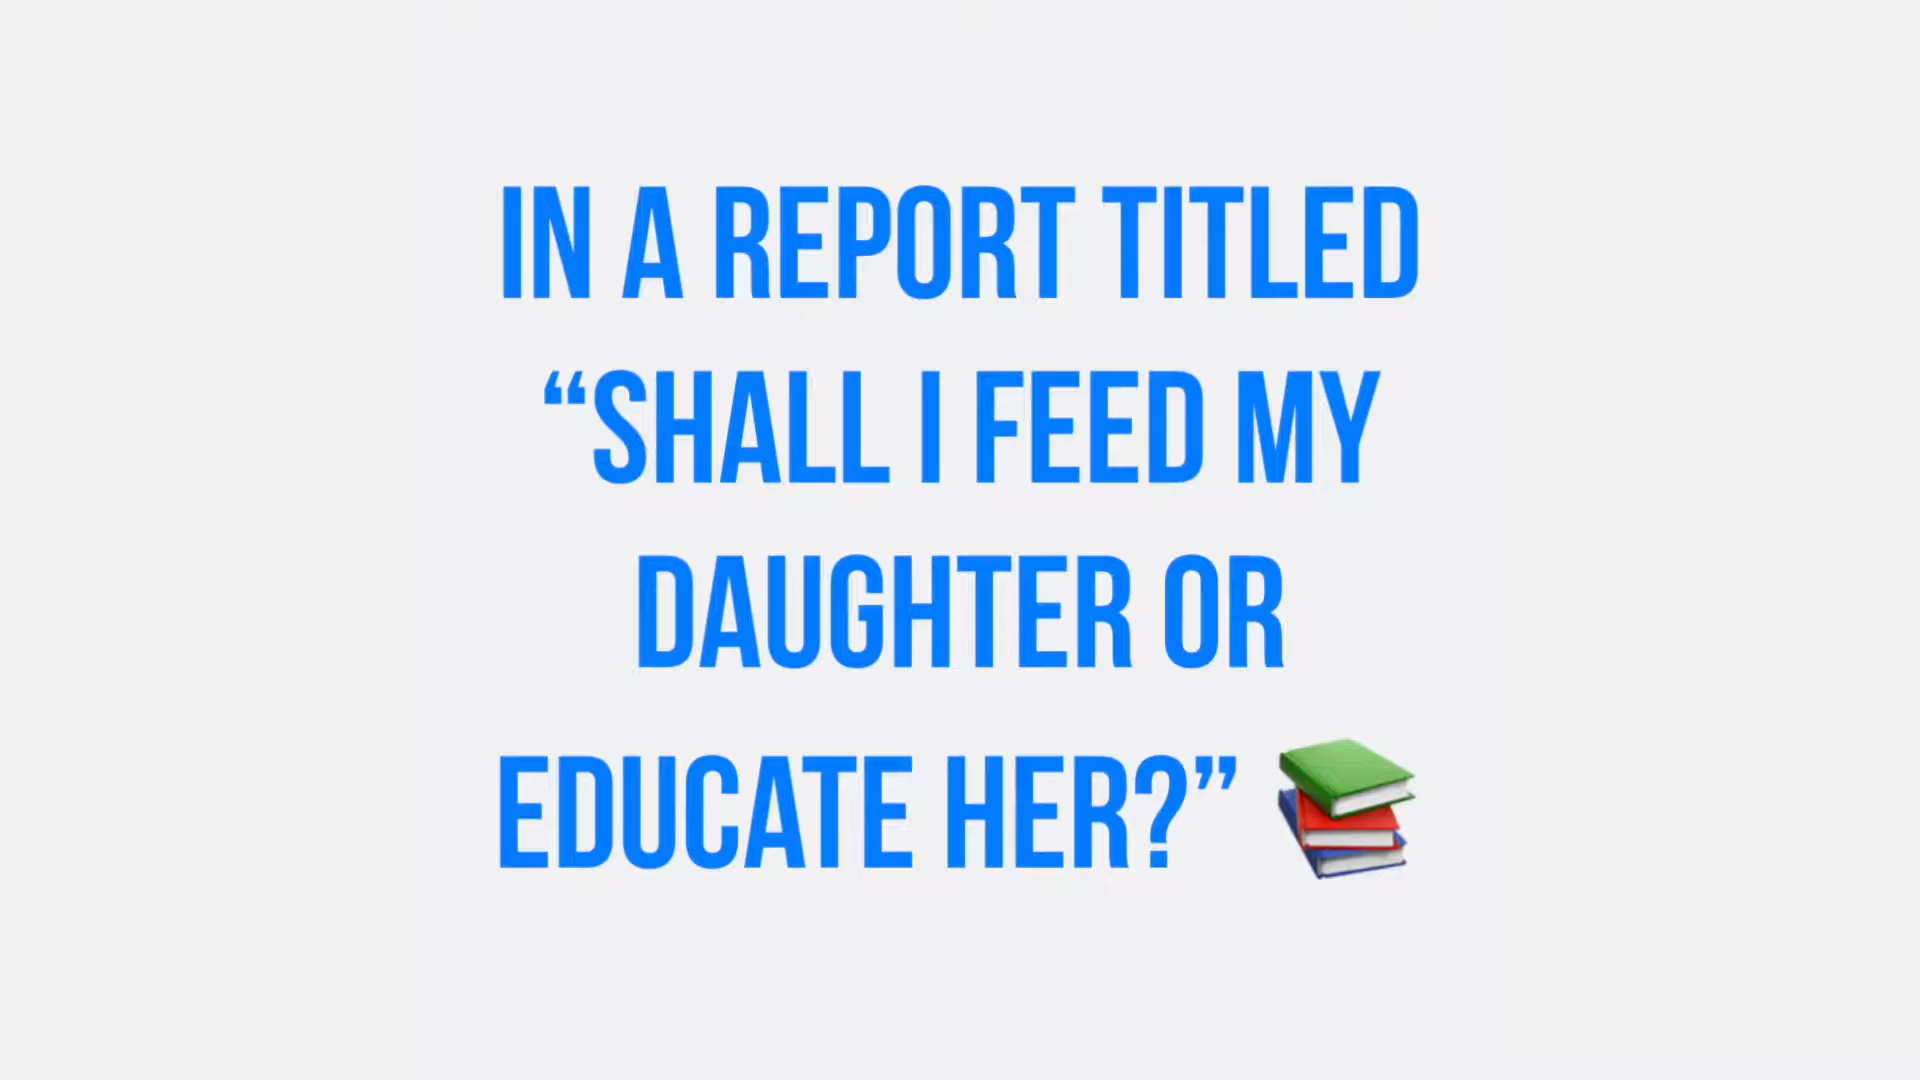 IN A REPORT TITLED
“SHALL I FEED MY
DAUGHTER OR
EDUCATE HER?”